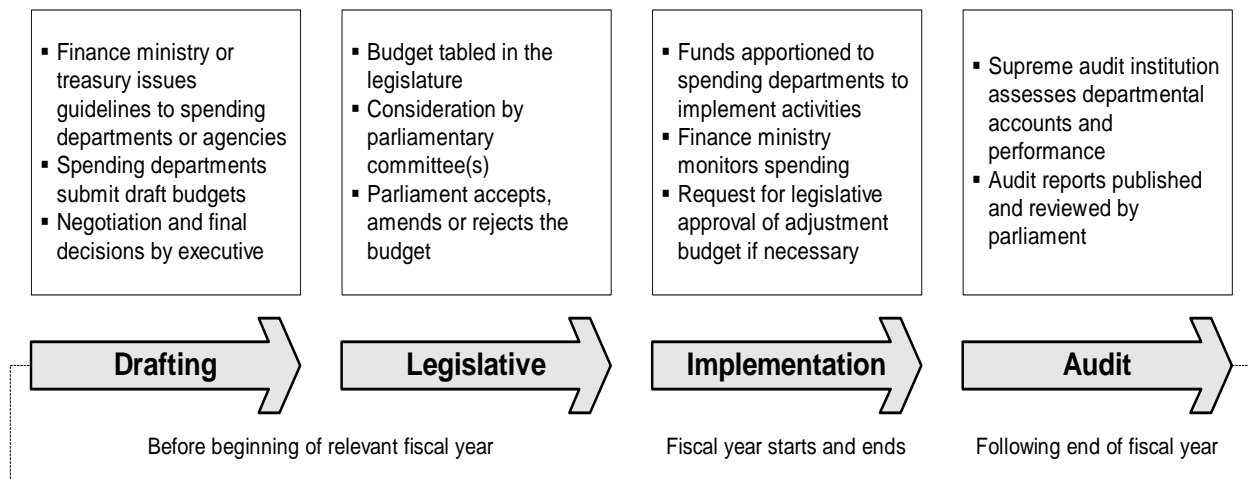 ▪ Finance ministry or
treasury issues
guidelines to spending
departments or agencies
▪ Spending departments
submit draft budgets
▪ Negotiation and final
decisions by executive
▪ Budget tabled in the
legislature
▪ Consideration by
parliamentary
committee(s)
▪ Parliament accepts,
amends or rejects the
budget
▪ Funds apportioned to
spending departments to
implement activities
▪ Finance ministry
monitors spending
▪ Request for legislative
approval of adjustment
budget if necessary
▪ Supreme audit institution
assesses departmental
accounts and
performance
▪ Audit reports published
and reviewed by
parliament
Drafting
Legislative
Implementation
Audit
Before beginning of relevant fiscal year
Fiscal year starts and ends
Following end of fiscal year